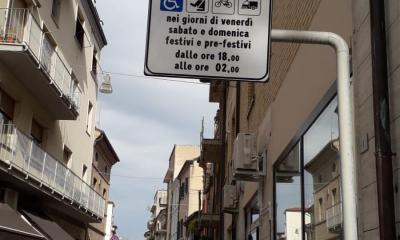 nei giorni di venerdì
sabato e domenica
festivi e pre-festivi
dalle ore 18,00
alle ore 02,00